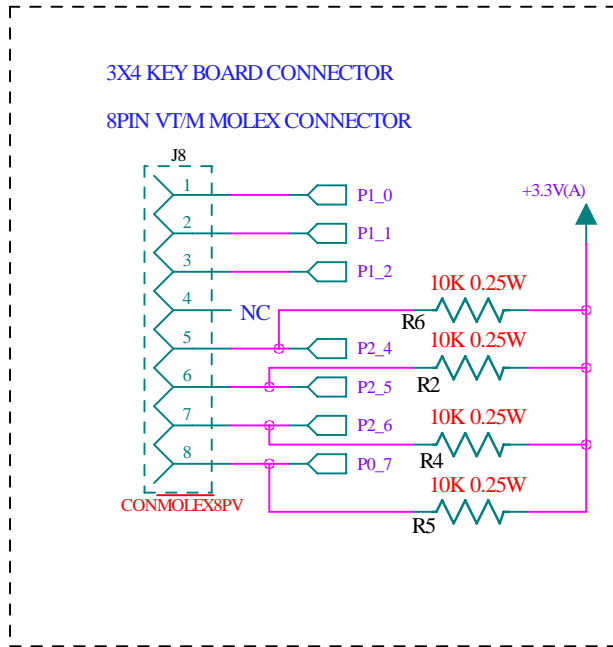 3X4 KEY BOARD CONNECTOR
8PIN VT/M MOLEX CONNECTOR
J8
1
P1_0
+3.3V(A)
2
P1_1
3
P1_2
10K 0.25W
4
NC
R6
5
P2_4
10K 0.25W
6
P2_5
R2
7
P2_6
10K 0.25W
8
P0_7
R4
10K 0.25W
CONMOLEX8PV
R5